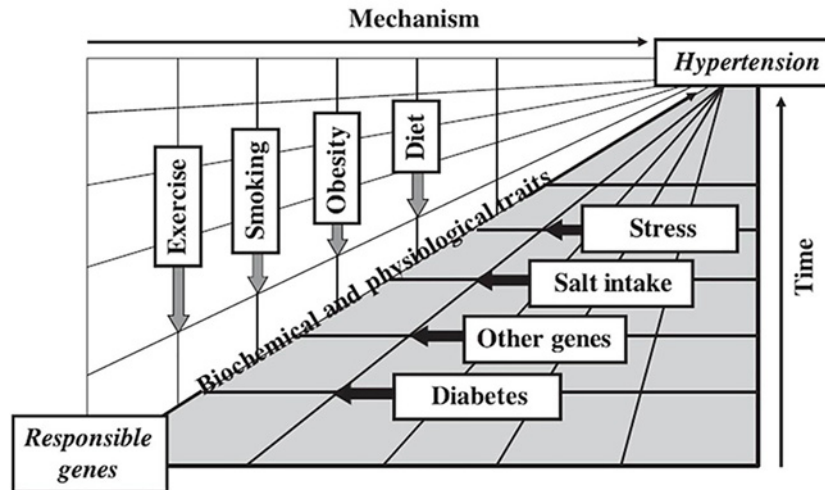 Mechanism
Hypertension
Exercise
Smoking
Obesity
Diet
Biochemical and physiological traits
Stress
Salt intake
Other genes
Diabetes
Time
Responsible
genes